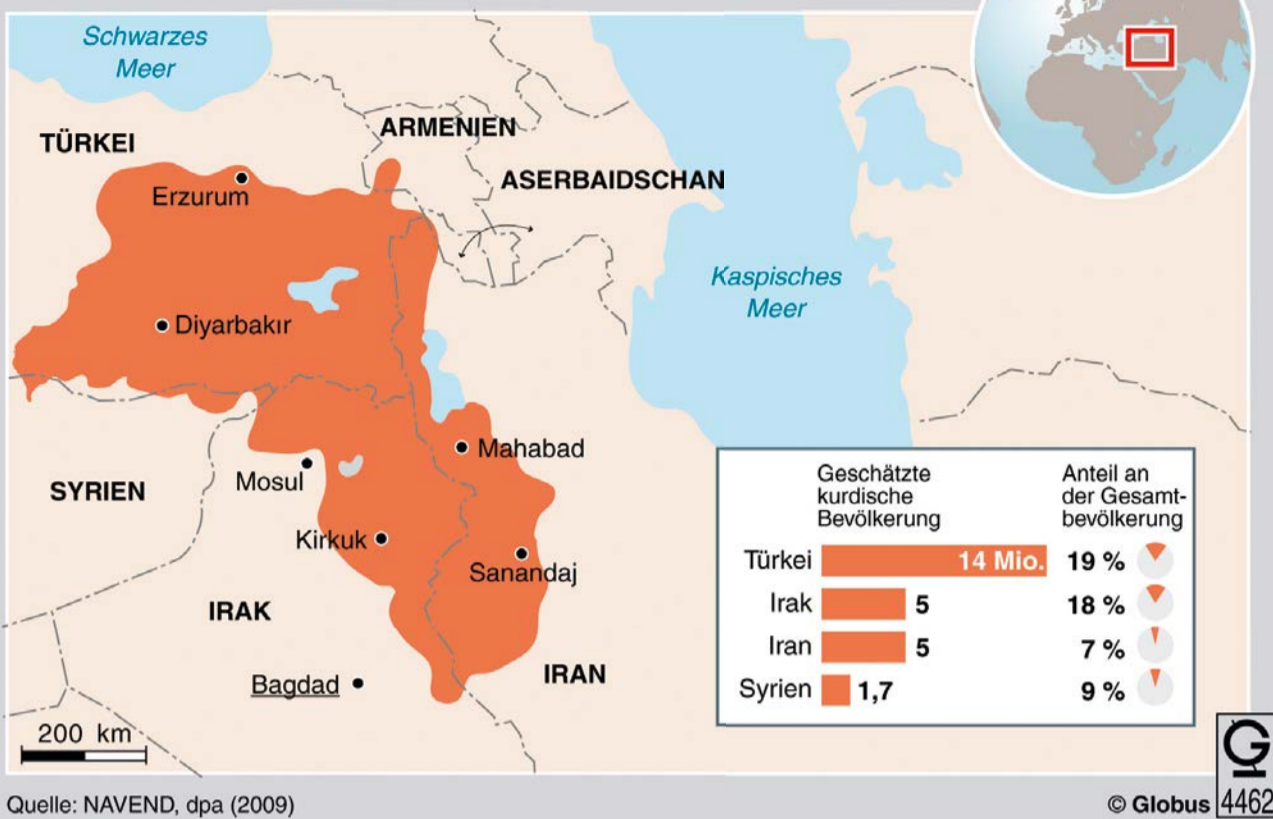 Schwarzes
Meer
TÜRKEI
ARMENIEN
ASERBAIDSCHAN
Erzurum
Kaspisches
Meer
Diyarbakır
Mahabad
SYRIEN
Mosul
Kirkuk
Sanandaj
IRAK
IRAN
Bagdad
200 km
Geschätzte
kurdische
Bevölkerung
Anteil an
der Gesamt-
bevölkerung
Türkei 14 Mio. 19 %
Irak 5 18 %
Iran 5 7 %
Syrien 1,7 9 %
Quelle: NAVEND, dpa (2009)
© Globus 4462
G